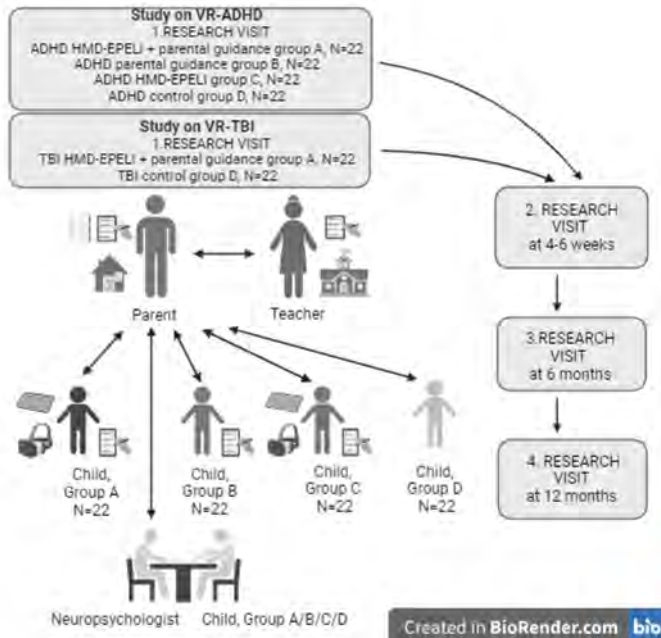 Study on VR-ADHD
1.RESEARCH VISIT
ADHD HMD-EPELI + parental guidance group A, N=22
ADHD parental guidance group B, N=22
ADHD HMD-EPELI group C, N=22
ADHD control group D, N=22
Study on VR-TBI
1.RESEARCH VISIT
TBI HMD-EPELI + parental guidance group A, N=22
TBI control group D, N=22
2. RESEARCH
VISIT
at 4-6 weeks
Parent
Teacher
3.RESEARCH
VISIT
at 6 months
Child,
Group A
N=22
Child,
Group B
N=22
Child,
Group C
N=22
Child,
Group D
N=22
4. RESEARCH
VISIT
at 12 months
Neuropsychologist
Child, Group A/B/C/D
Created in BioRender.com bio